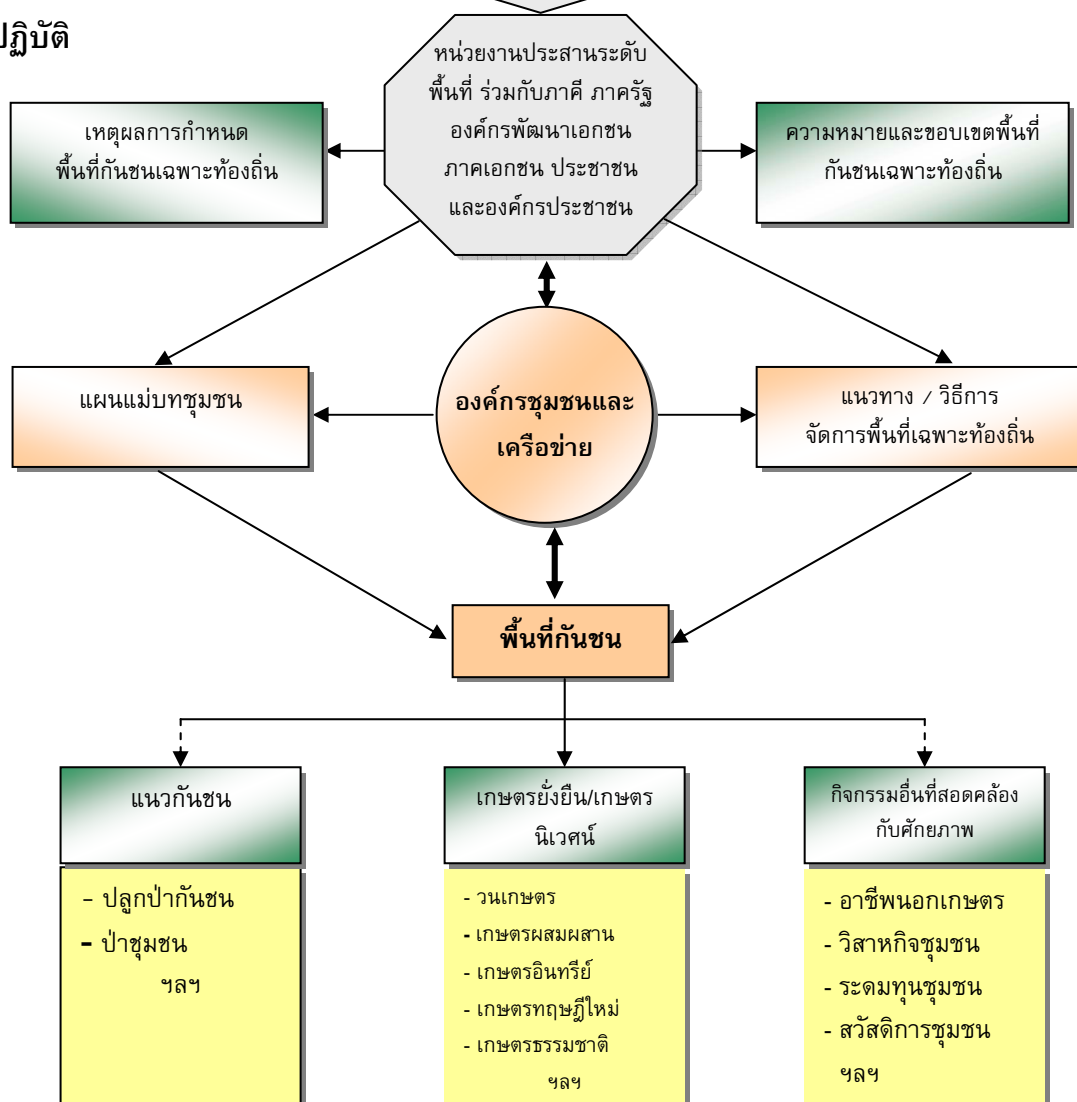 ปฏิบัติ
หน่วยงานประสานระดับ
พื้นที่ ร่วมกับภาคี ภาครัฐ
องค์กรพัฒนาเอกชน
ภาคเอกชน ประชาชน
และองค์กรประชาชน
เหตุผลการกำหนด
พื้นที่กันชนเฉพาะท้องถิ่น
ความหมายและขอบเขตพื้นที่
กันชนเฉพาะท้องถิ่น
แผนแม่บทชุมชน
องค์กรชุมชนและ
เครือข่าย
แนวทาง / วิธีการ
จัดการพื้นที่เฉพาะท้องถิ่น
พื้นที่กันชน
แนวกันชน
- ปลูกป่ากันชน
- ป่าชุมชน
ฯลฯ
เกษตรยั่งยืน/เกษตร
นิเวศน์
- วนเกษตร
- เกษตรผสมผสาน
- เกษตรอินทรีย์
- เกษตรทฤษฎีใหม่
- เกษตรธรรมชาติ
ฯลฯ
กิจกรรมอื่นที่สอดคล้อง
กับศักยภาพ
- อาชีพนอกเกษตร
- วิสาหกิจชุมชน
- ระดมทุนชุมชน
- สวัสดิการชุมชน
ฯลฯ